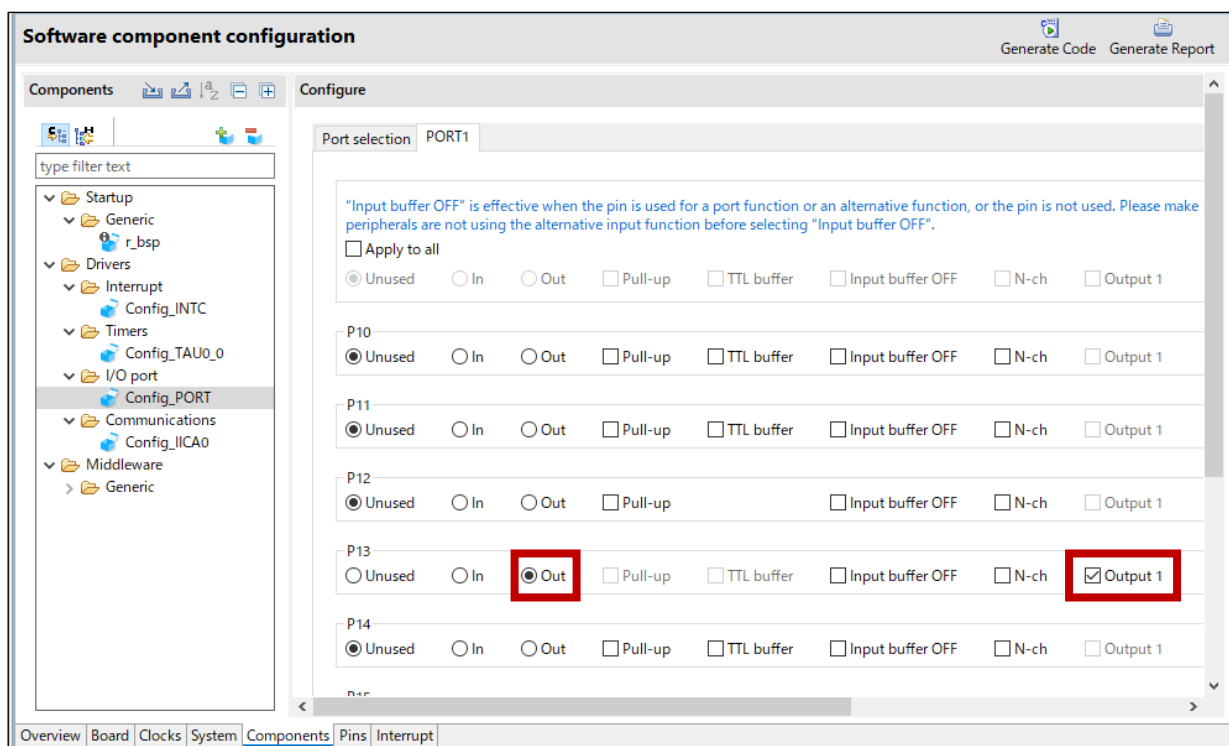 Software component configuration
Generate Code Generate Report
Components
Configure
type filter text
Startup
Generic
r_bsp
Drivers
Interrupt
Config_INTC
Timers
Config_TAU0_0
I/O port
Config_PORT
Communications
Config_IICA0
Middleware
Generic
Port selection PORT1
"Input buffer OFF" is effective when the pin is used for a port function or an alternative function, or the pin is not used. Please make
peripherals are not using the alternative input function before selecting "Input buffer OFF".
Apply to all
Unused In Out Pull-up TTL buffer Input buffer OFF N-ch Output 1
P10
Unused In Out Pull-up TTL buffer Input buffer OFF N-ch Output 1
P11
Unused In Out Pull-up TTL buffer Input buffer OFF N-ch Output 1
P12
Unused In Out Pull-up Input buffer OFF N-ch Output 1
P13
Unused In Out Pull-up TTL buffer Input buffer OFF N-ch Output 1
P14
Unused In Out Pull-up TTL buffer Input buffer OFF N-ch Output 1
Overview Board Clocks System Components Pins Interrupt